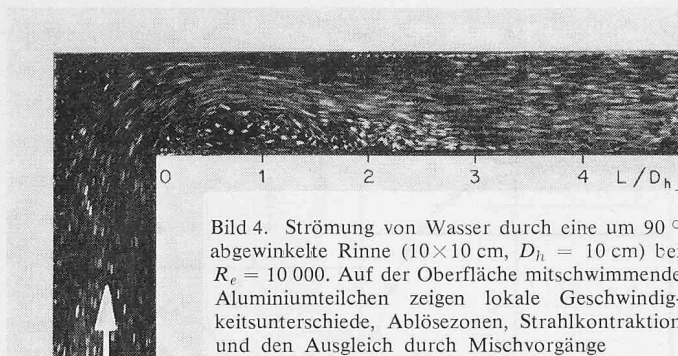 0 1 2 3 4 L/D_h
Bild 4. Strömung von Wasser durch eine um 90 °
abgewinkelte Rinne (10×10 cm, D_h = 10 cm) bei
R_e = 10 000. Auf der Oberfläche mitschwimmende
Aluminiumteilchen zeigen lokale Geschwindig-
keitsunterschiede, Ablösezonen, Strahlkontraktion
und den Ausgleich durch Mischvorgänge